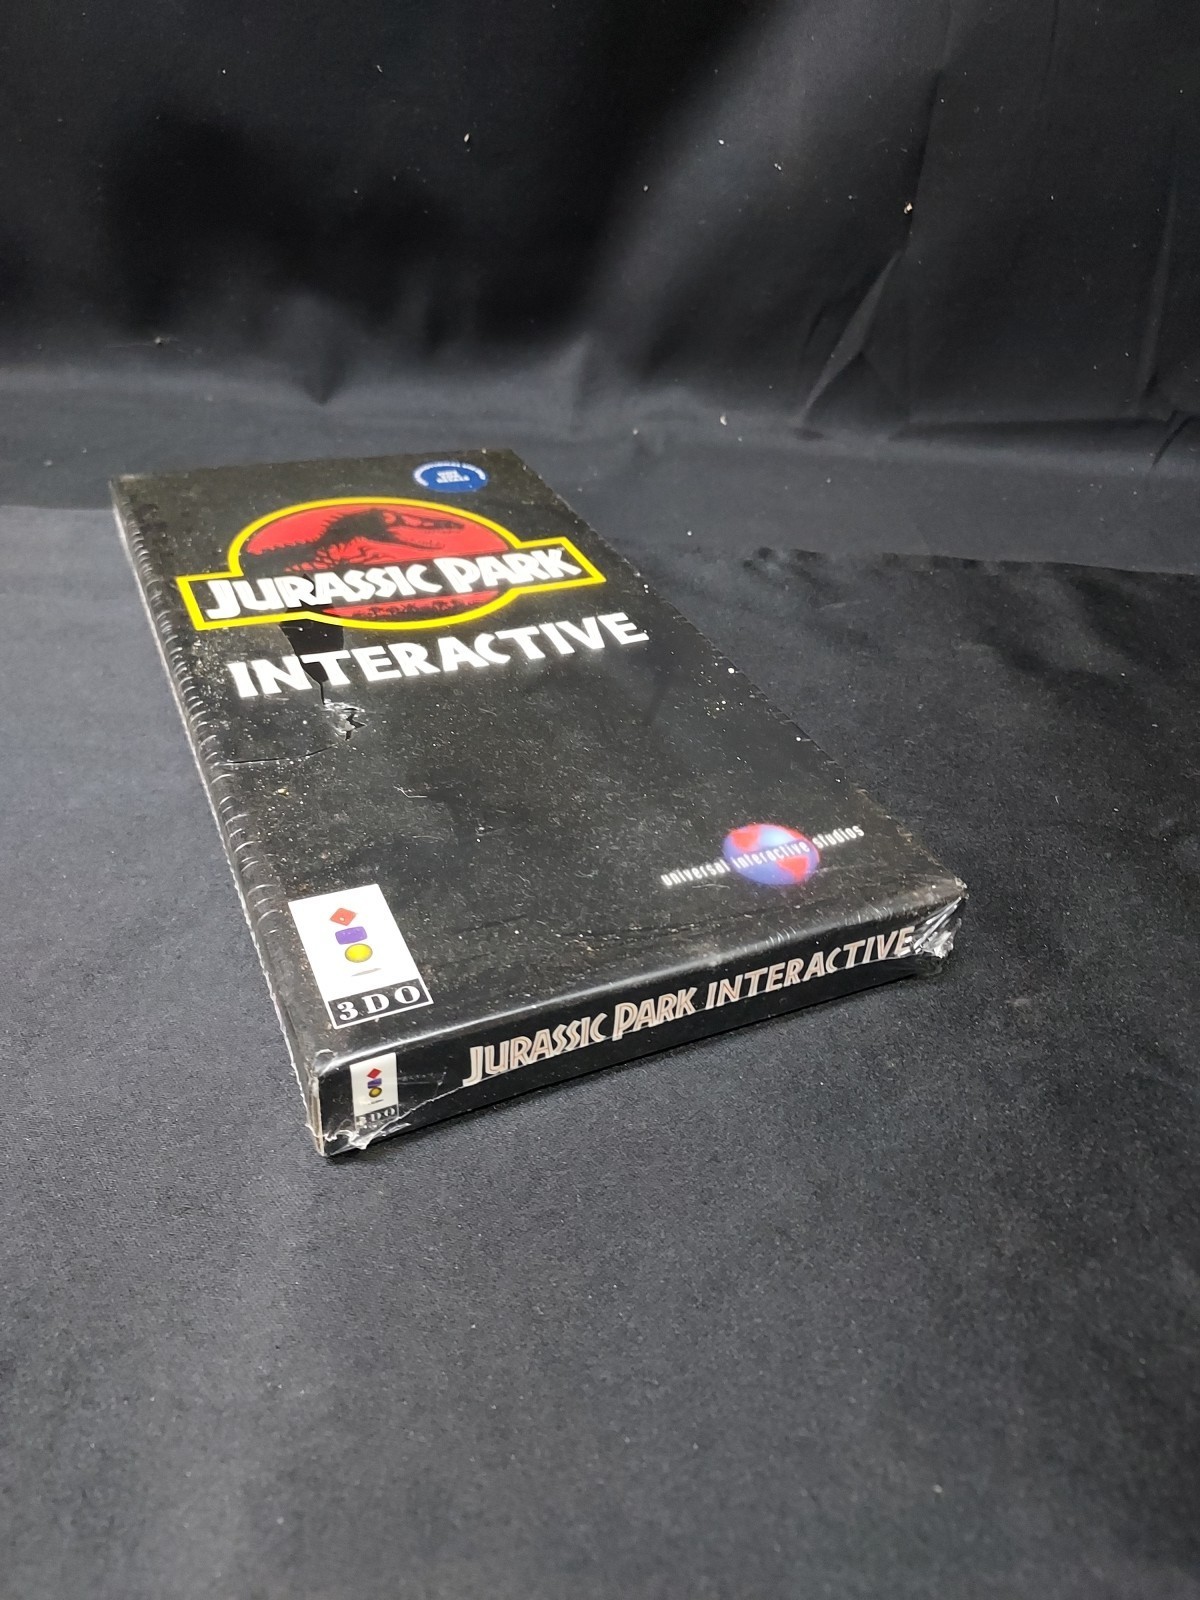 JURASSIC PARK
INTERACTIVE
universal interactive studios
3DO
JURASSIC PARK INTERACTIVE
3DO